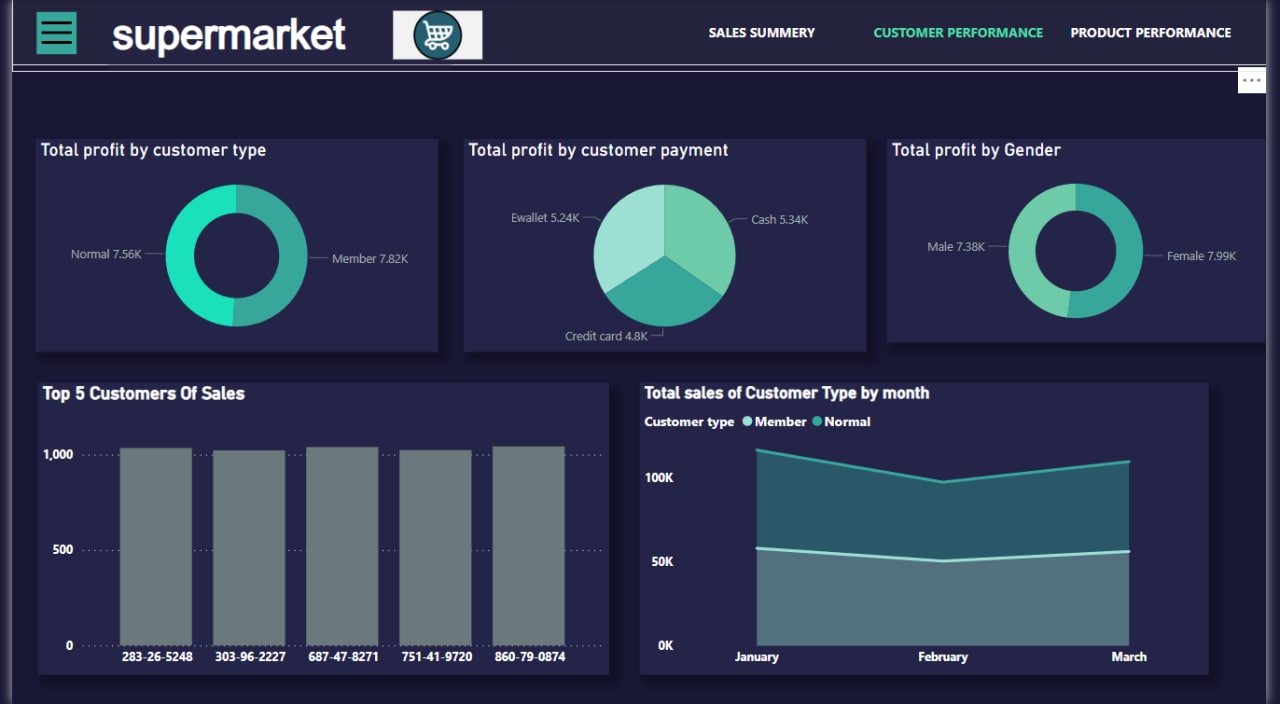 supermarket
SALES SUMMERY
CUSTOMER PERFORMANCE
PRODUCT PERFORMANCE
Total profit by customer type
Normal 7.56K
Member 7.82K
Total profit by customer payment
Ewallet 5.24K
Cash 5.34K
Credit card 4.8K
Total profit by Gender
Male 7.38K
Female 7.99K
Top 5 Customers Of Sales
1,000
500
0
283-26-5248
303-96-2227
687-47-8271
751-41-9720
860-79-0874
Total sales of Customer Type by month
Customer type Member Normal
100K
50K
0K
January
February
March